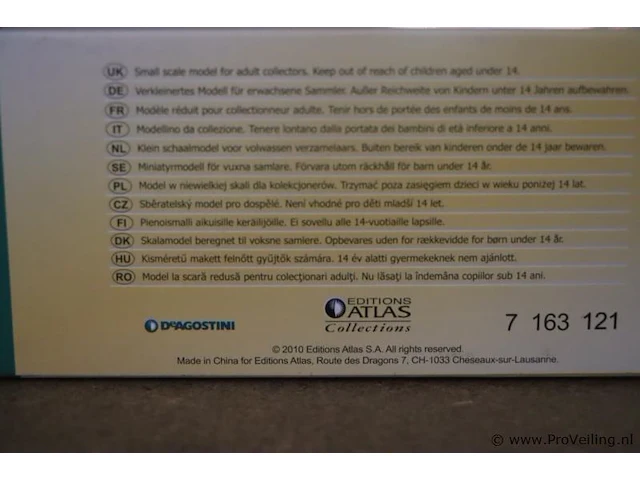 UK Small scale model for adult collectors. Keep out of reach of children aged under 14.
DE Verkleinertes Modell für erwachsene Sammler. Außer Reichweite von Kindern unter 14 Jahren aufbewahren.
FR Modèle réduit pour collectionneur adulte. Tenir hors de portée des enfants de moins de 14 ans.
IT Modellino da collezione. Tenere lontano dalla portata dei bambini di età inferiore a 14 anni.
NL Klein schaalmodel voor volwassen verzamelaars. Buiten bereik van kinderen onder de 14 jaar bewaren.
SE Miniatyrmodell för vuxna samlare. Förvara utom räckhåll för barn under 14 år.
PL Model w niewielkiej skali dla kolekcjonerów. Trzymać poza zasięgiem dzieci w wieku poniżej 14 lat.
CZ Sběratelský model pro dospělé. Není vhodné pro děti mladší 14 let.
FI Pienoismalli aikuisille keräilijöille. Ei sovellu alle 14-vuotiaille lapsille.
DK Skalamodel beregnet til voksne samlere. Opbevares uden for rækkevidde for børn under 14 år.
HU Kisméretű makett felnőtt gyűjtők számára. 14 év alatti gyermekeknek nem ajánlott.
RO Model la scară redusă pentru colecționari adulți. Nu lăsați la îndemâna copiilor sub 14 ani.
DeAGOSTINI
EDITIONS
ATLAS
Collections
7 163 121
© 2010 Editions Atlas S.A. All rights reserved.
Made in China for Editions Atlas, Route des Dragons 7, CH-1033 Cheseaux-sur-Lausanne.
© www.ProVeiling.nl